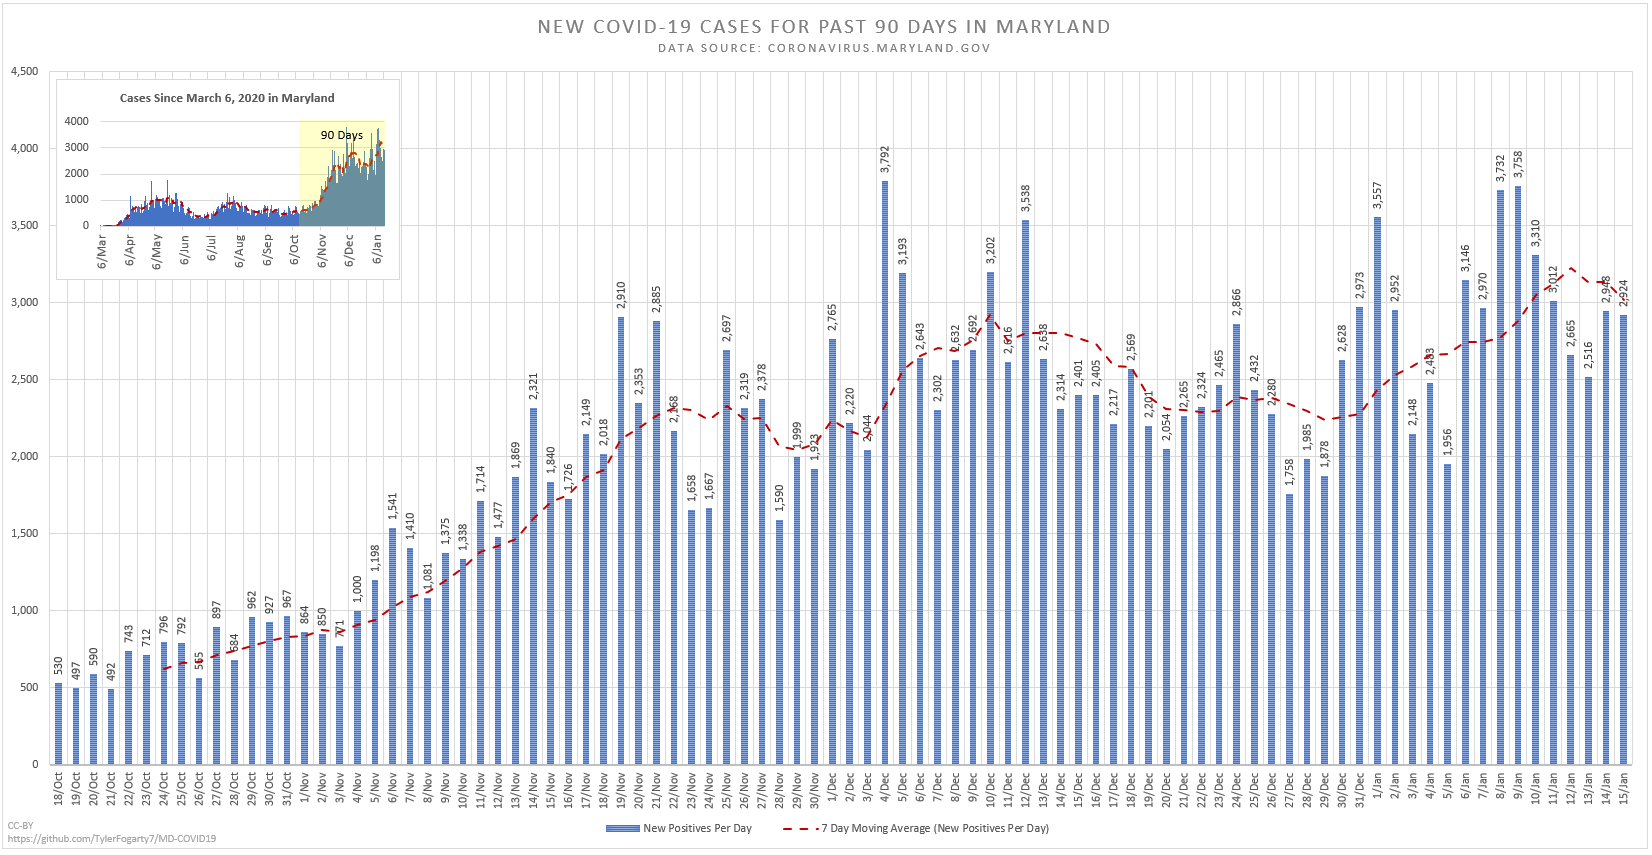 NEW COVID-19 CASES FOR PAST 90 DAYS IN MARYLAND
DATA SOURCE: CORONAVIRUS.MARYLAND.GOV
4,500
4,000
3,500
3,000
2,500
2,000
1,500
1,000
500
0
Cases Since March 6, 2020 in Maryland
90 Days
4000
3000
2000
1000
0
6/Mar
6/Apr
6/May
6/Jun
6/Jul
6/Aug
6/Sep
6/Oct
6/Nov
6/Dec
6/Jan
530
497
590
492
743
712
796
792
565
897
684
962
927
967
864
850
771
1,000
1,198
1,541
1,410
1,081
1,375
1,338
1,714
1,477
1,869
2,321
1,840
1,726
2,149
2,018
2,910
2,353
2,885
2,168
1,658
1,667
2,697
2,319
2,378
1,590
1,999
1,923
2,765
2,220
2,044
3,792
3,193
2,643
2,302
2,632
2,692
3,202
2,616
3,538
2,638
2,314
2,401
2,405
2,217
2,569
2,201
2,054
2,265
2,324
2,465
2,866
2,432
2,280
1,758
1,985
1,878
2,628
2,973
3,557
2,952
2,148
2,483
1,956
3,146
2,970
3,732
3,758
3,310
3,012
2,665
2,516
2,948
2,924
18/Oct
19/Oct
20/Oct
21/Oct
22/Oct
23/Oct
24/Oct
25/Oct
26/Oct
27/Oct
28/Oct
29/Oct
30/Oct
31/Oct
1/Nov
2/Nov
3/Nov
4/Nov
5/Nov
6/Nov
7/Nov
8/Nov
9/Nov
10/Nov
11/Nov
12/Nov
13/Nov
14/Nov
15/Nov
16/Nov
17/Nov
18/Nov
19/Nov
20/Nov
21/Nov
22/Nov
23/Nov
24/Nov
25/Nov
26/Nov
27/Nov
28/Nov
29/Nov
30/Nov
1/Dec
2/Dec
3/Dec
4/Dec
5/Dec
6/Dec
7/Dec
8/Dec
9/Dec
10/Dec
11/Dec
12/Dec
13/Dec
14/Dec
15/Dec
16/Dec
17/Dec
18/Dec
19/Dec
20/Dec
21/Dec
22/Dec
23/Dec
24/Dec
25/Dec
26/Dec
27/Dec
28/Dec
29/Dec
30/Dec
31/Dec
1/Jan
2/Jan
3/Jan
4/Jan
5/Jan
6/Jan
7/Jan
8/Jan
9/Jan
10/Jan
11/Jan
12/Jan
13/Jan
14/Jan
15/Jan
New Positives Per Day
7 Day Moving Average (New Positives Per Day)
CC-BY
https://github.com/TylerFogarty7/MD-COVID19